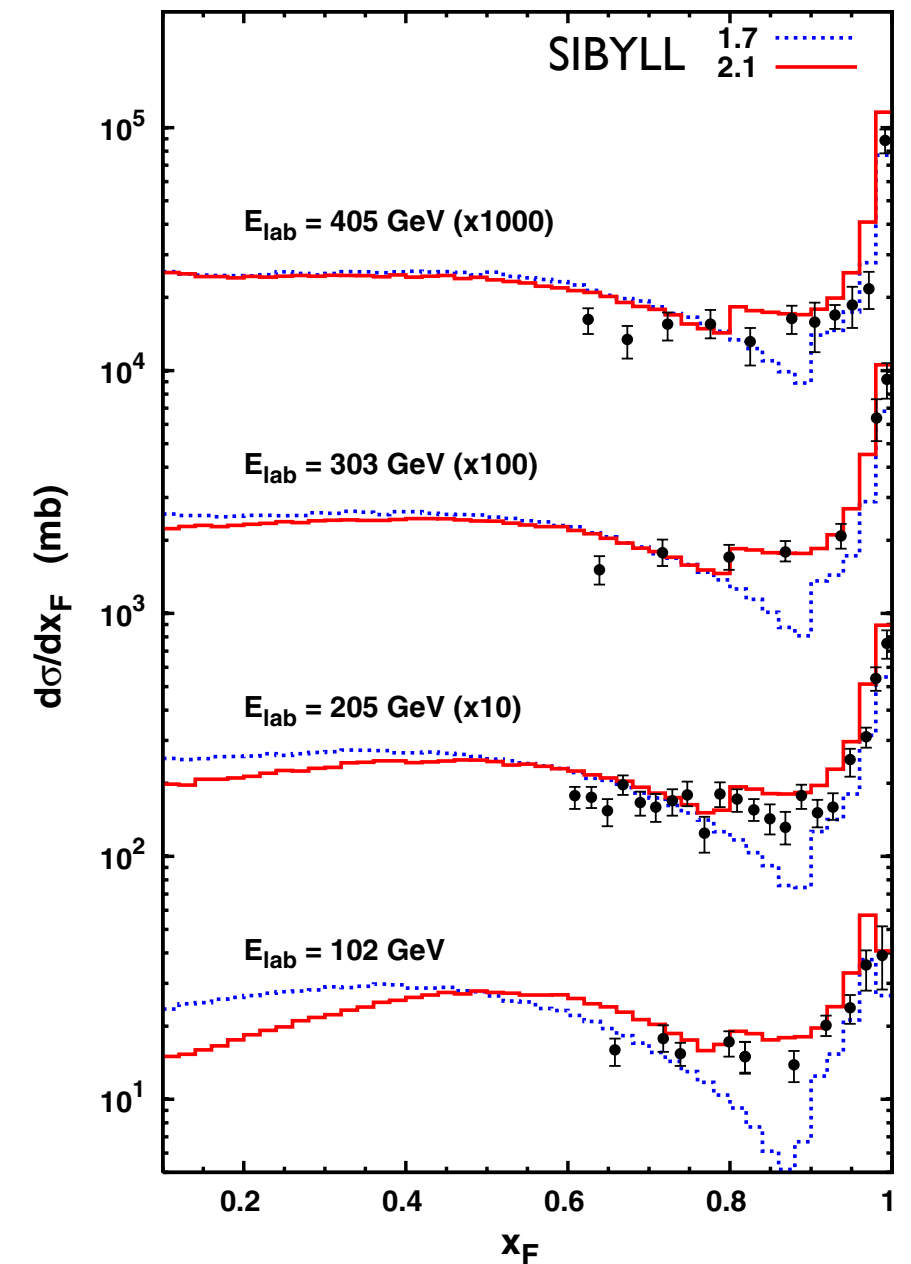 SIBYLL
1.7
2.1
10^5
E_lab = 405 GeV (x1000)
10^4
E_lab = 303 GeV (x100)
dσ/dx_F (mb)
10^3
E_lab = 205 GeV (x10)
10^2
E_lab = 102 GeV
10^1
0.2 0.4 0.6 0.8 1
x_F